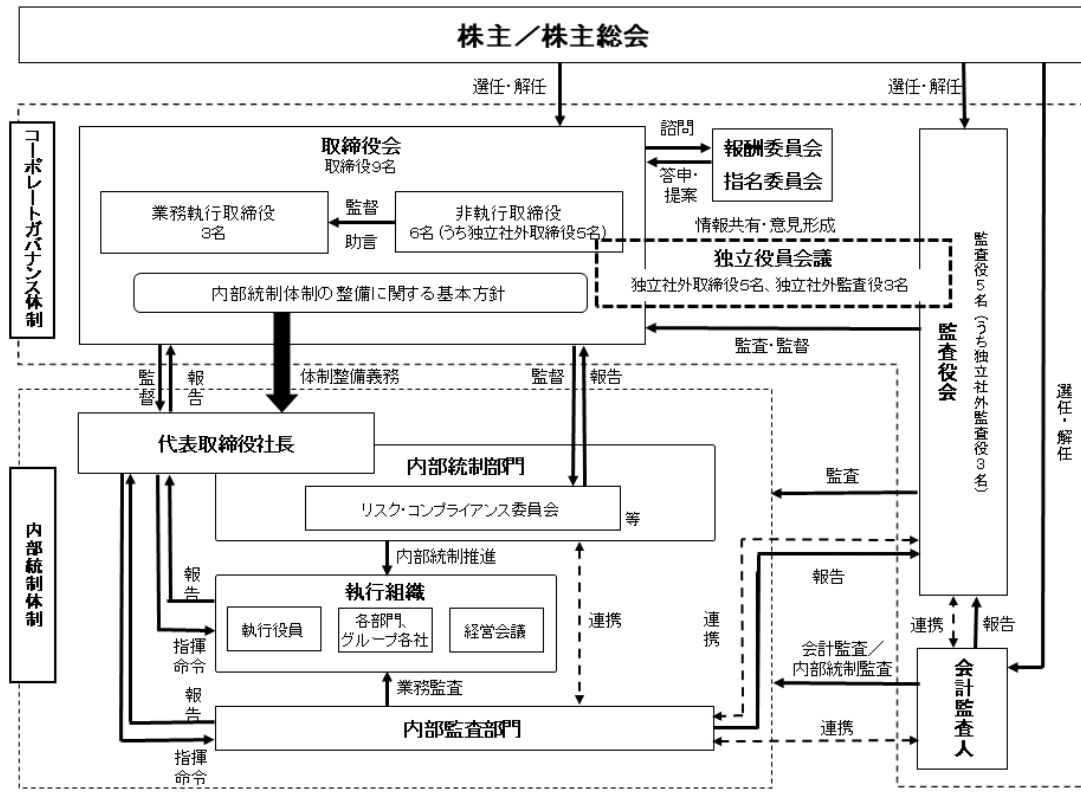 株主／株主総会
選任・解任
選任・解任
コーポレートガバナンス体制
取締役会
取締役9名
諮問
答申・
提案
報酬委員会
指名委員会
業務執行取締役
3名
監督
助言
非執行取締役
6名（うち独立社外取締役5名）
情報共有・意見形成
独立役員会議
独立社外取締役5名、独立社外監査役3名
内部統制体制の整備に関する基本方針
監査・監督
監査役会
監査役5名（うち独立社外監査役3名）
選任・解任
監督
報告
体制整備義務
監督
報告
内部統制体制
代表取締役社長
内部統制部門
リスク・コンプライアンス委員会
等
監査
内部統制推進
報告
執行組織
執行役員
各部門、
グループ各社
経営会議
指揮
命令
連携
連携
報告
業務監査
報告
内部監査部門
指揮
命令
会計監査／
内部統制監査
連携
報告
会計監査人
連携